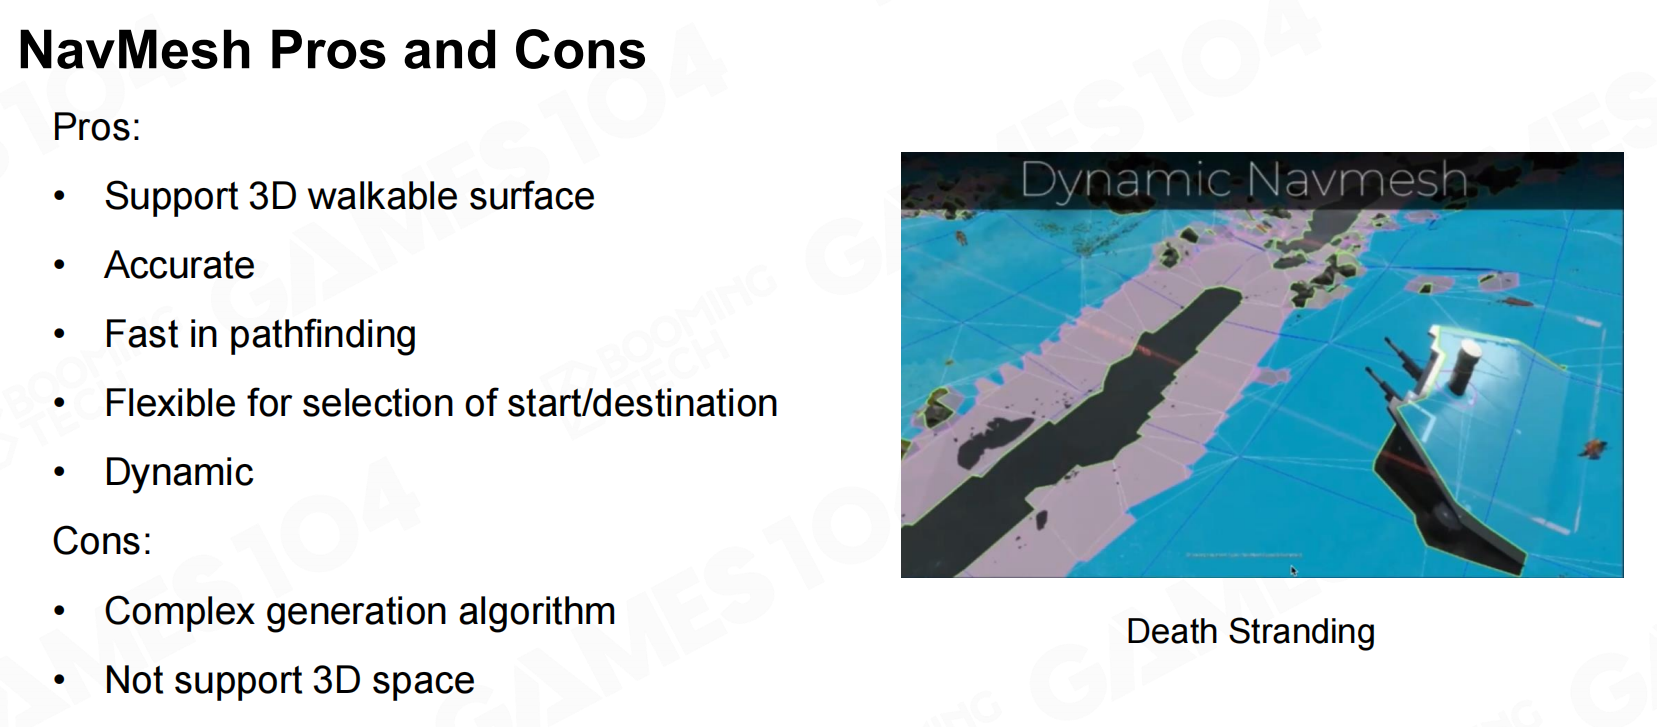 NavMesh Pros and Cons
Pros:
• Support 3D walkable surface
• Accurate
• Fast in pathfinding
• Flexible for selection of start/destination
• Dynamic
Cons:
• Complex generation algorithm
• Not support 3D space
Dynamic Navmesh
Death Stranding
GAMES104
BOOMING
TECH